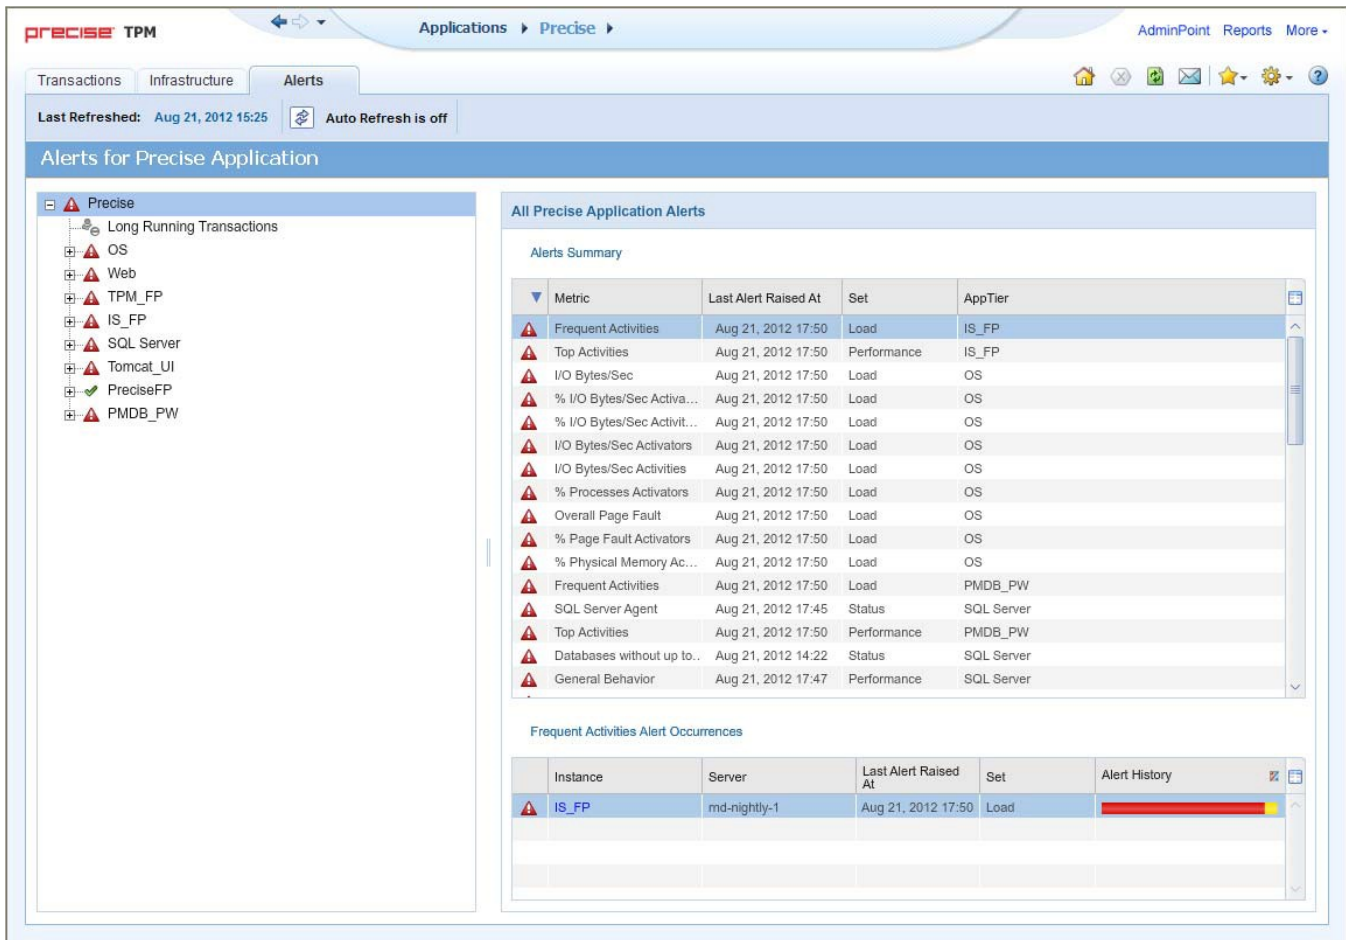 precise TPM
Applications Precise
AdminPoint Reports More
Transactions Infrastructure Alerts
Last Refreshed: Aug 21, 2012 15:25 Auto Refresh is off
Alerts for Precise Application
Precise
Long Running Transactions
OS
Web
TPM_FP
IS_FP
SQL Server
Tomcat_UI
PreciseFP
PMDB_PW
All Precise Application Alerts
Alerts Summary
Metric Last Alert Raised At Set AppTier
Frequent Activities Aug 21, 2012 17:50 Load IS_FP
Top Activities Aug 21, 2012 17:50 Performance IS_FP
I/O Bytes/Sec Aug 21, 2012 17:50 Load OS
% I/O Bytes/Sec Activa... Aug 21, 2012 17:50 Load OS
% I/O Bytes/Sec Activit... Aug 21, 2012 17:50 Load OS
I/O Bytes/Sec Activators Aug 21, 2012 17:50 Load OS
I/O Bytes/Sec Activities Aug 21, 2012 17:50 Load OS
% Processes Activators Aug 21, 2012 17:50 Load OS
Overall Page Fault Aug 21, 2012 17:50 Load OS
% Page Fault Activators Aug 21, 2012 17:50 Load OS
% Physical Memory Ac... Aug 21, 2012 17:50 Load OS
Frequent Activities Aug 21, 2012 17:50 Load PMDB_PW
SQL Server Agent Aug 21, 2012 17:45 Status SQL Server
Top Activities Aug 21, 2012 17:50 Performance PMDB_PW
Databases without up to.. Aug 21, 2012 14:22 Status SQL Server
General Behavior Aug 21, 2012 17:47 Performance SQL Server
Frequent Activities Alert Occurrences
Instance Server Last Alert Raised At Set Alert History
IS_FP md-nightly-1 Aug 21, 2012 17:50 Load